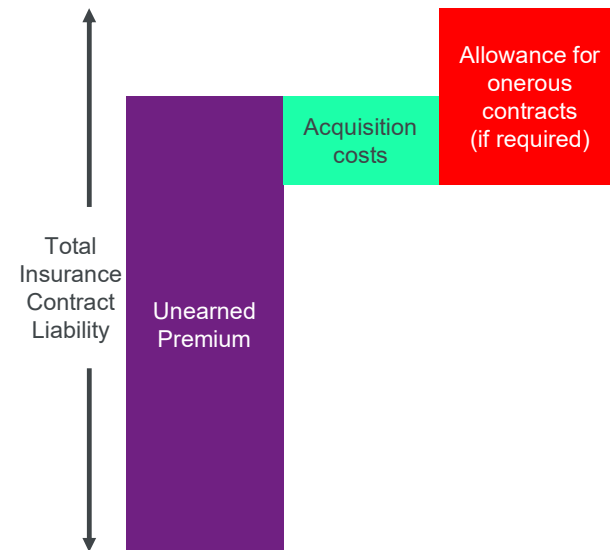 Allowance for
onerous
contracts
(if required)
Acquisition
costs
Total
Insurance
Contract
Liability
Unearned
Premium